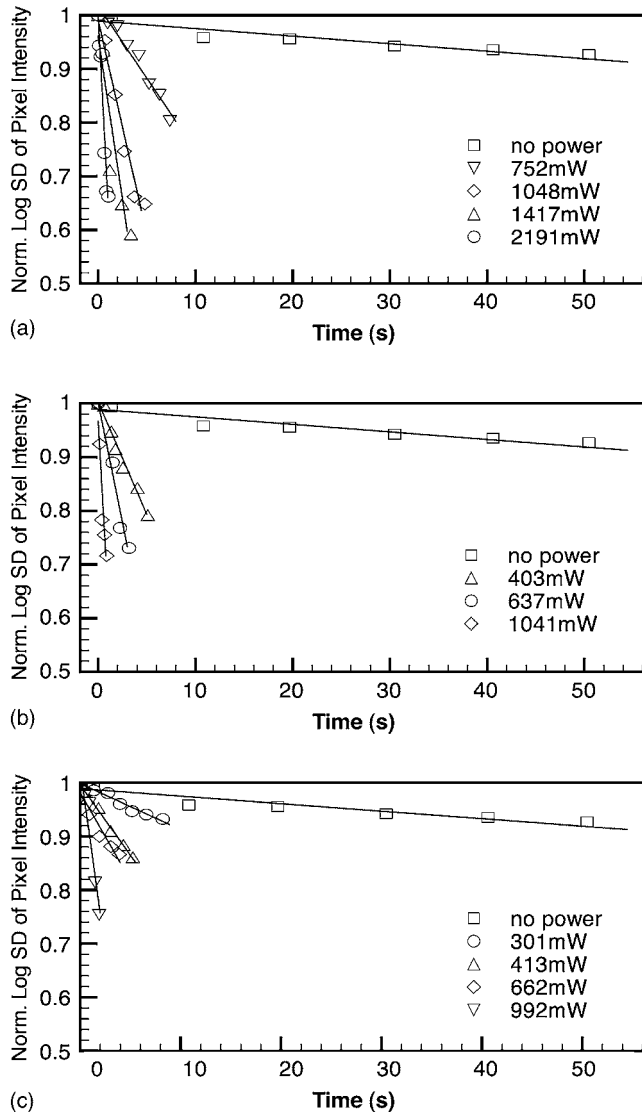 1
0.9
0.8
0.7
0.6
0.5
Norm. Log SD of Pixel Intensity
no power
752mW
1048mW
1417mW
2191mW
0 10 20 30 40 50
Time (s)
(a)
1
0.9
0.8
0.7
0.6
0.5
Norm. Log SD of Pixel Intensity
no power
403mW
637mW
1041mW
0 10 20 30 40 50
Time (s)
(b)
1
0.9
0.8
0.7
0.6
0.5
Norm. Log SD of Pixel Intensity
no power
301mW
413mW
662mW
992mW
0 10 20 30 40 50
Time (s)
(c)